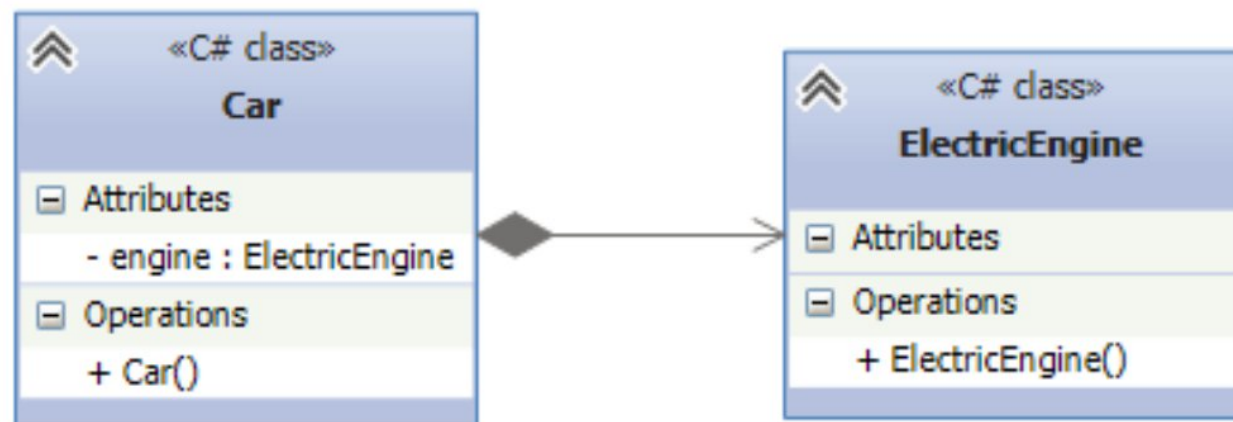 «C# class»
Car
Attributes
- engine : ElectricEngine
Operations
+ Car()
«C# class»
ElectricEngine
Attributes
Operations
+ ElectricEngine()